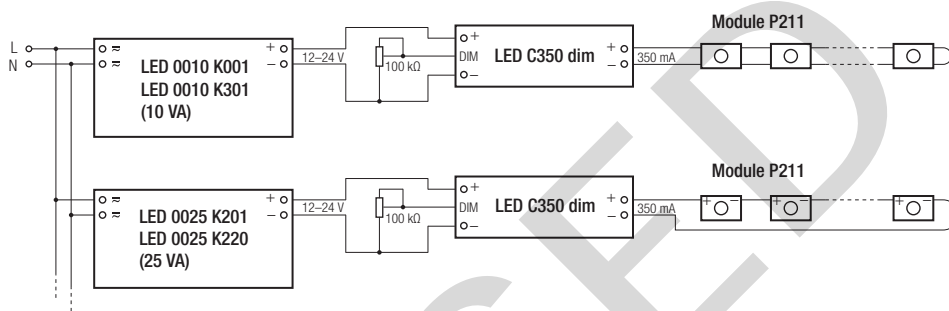 Module P211
L
N
≂
≂
LED 0010 K001
LED 0010 K301
(10 VA)
+
−
12–24 V
100 kΩ
+
DIM
−
LED C350 dim
+
−
350 mA
Module P211
≂
≂
LED 0025 K201
LED 0025 K220
(25 VA)
+
−
12–24 V
100 kΩ
+
DIM
−
LED C350 dim
+
−
350 mA
+ − + − + −
SED